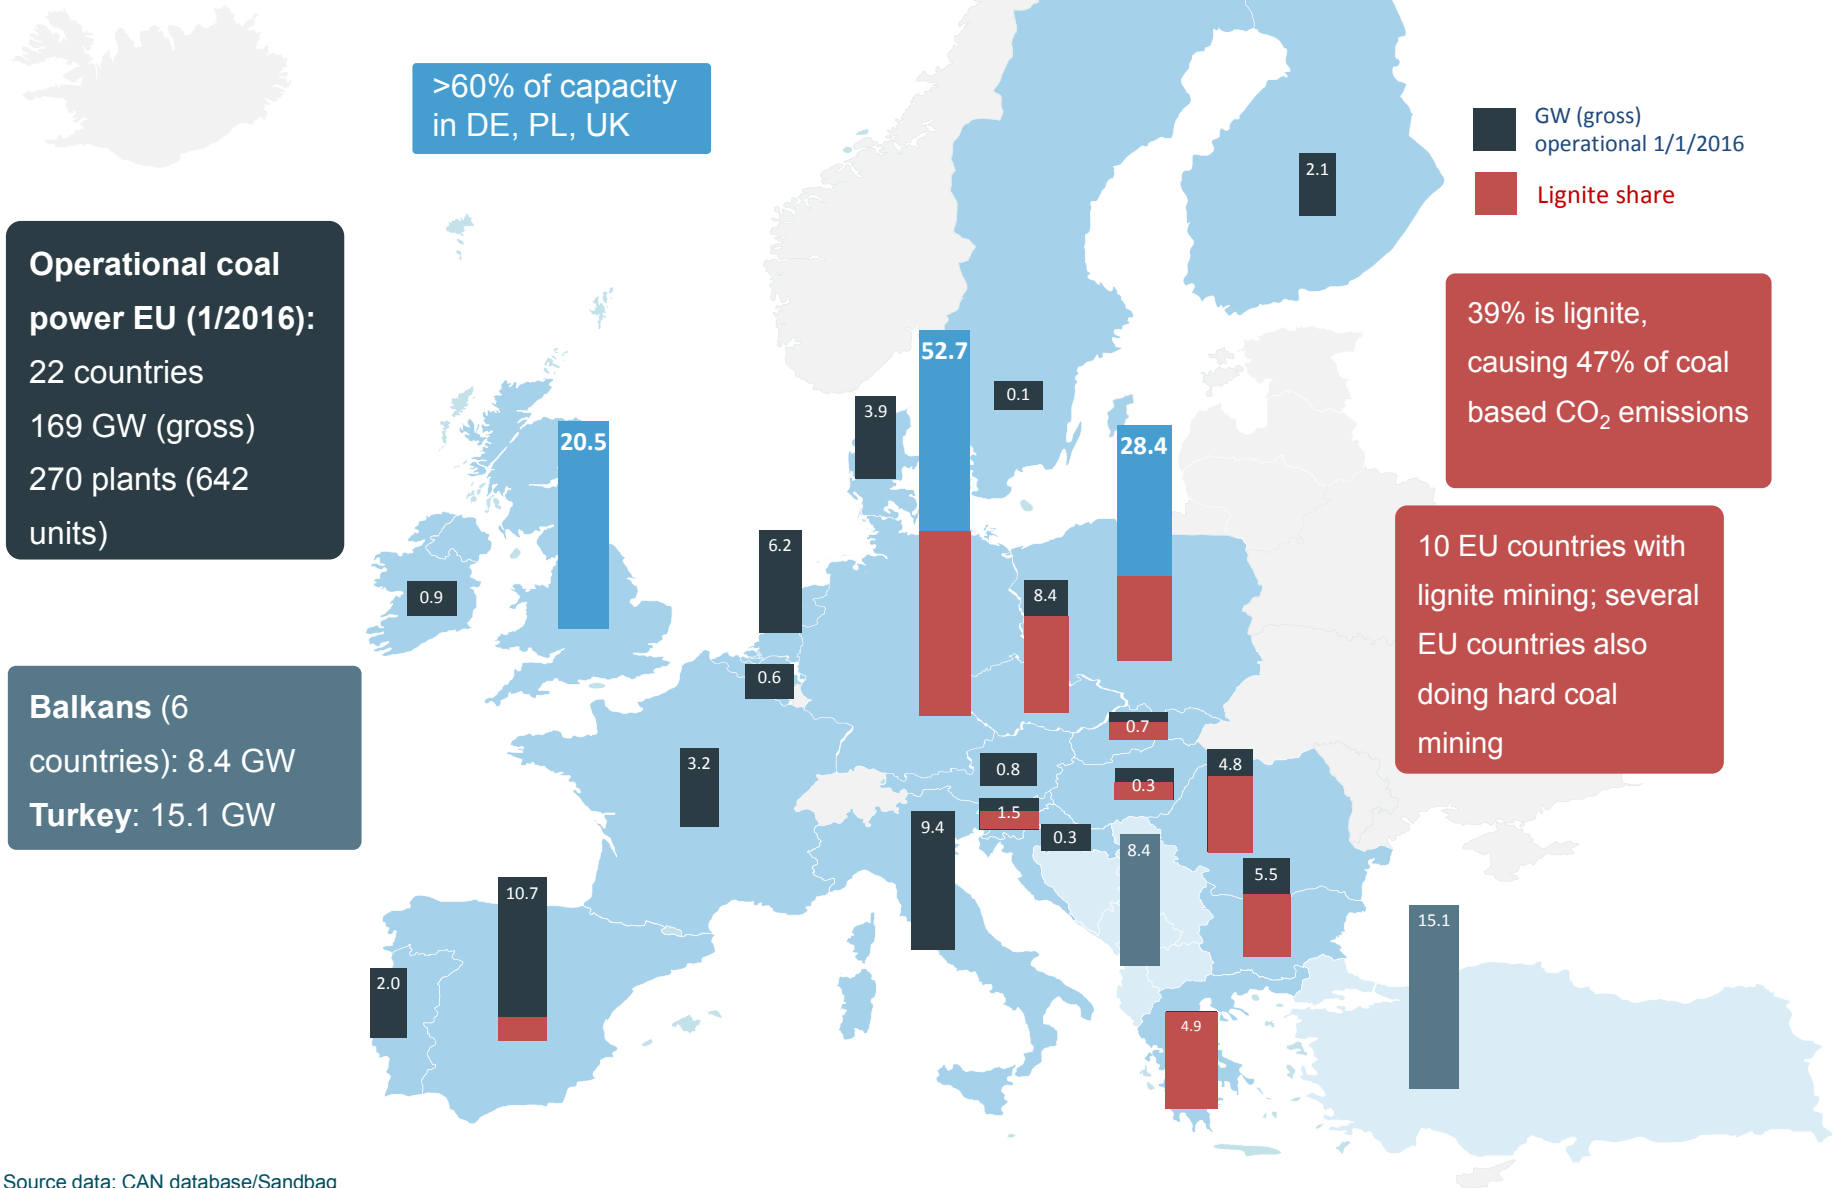 >60% of capacity
in DE, PL, UK
GW (gross)
operational 1/1/2016
Lignite share
2.1
Operational coal
power EU (1/2016):
22 countries
169 GW (gross)
270 plants (642
units)
39% is lignite,
causing 47% of coal
based CO₂ emissions
52.7
0.1
3.9
20.5
28.4
10 EU countries with
lignite mining; several
EU countries also
doing hard coal
mining
6.2
0.9
8.4
0.6
Balkans (6
countries): 8.4 GW
Turkey: 15.1 GW
0.7
3.2
0.8
0.3
4.8
1.5
9.4
0.3
8.4
5.5
10.7
15.1
2.0
4.9
Source data: CAN database/Sandbag